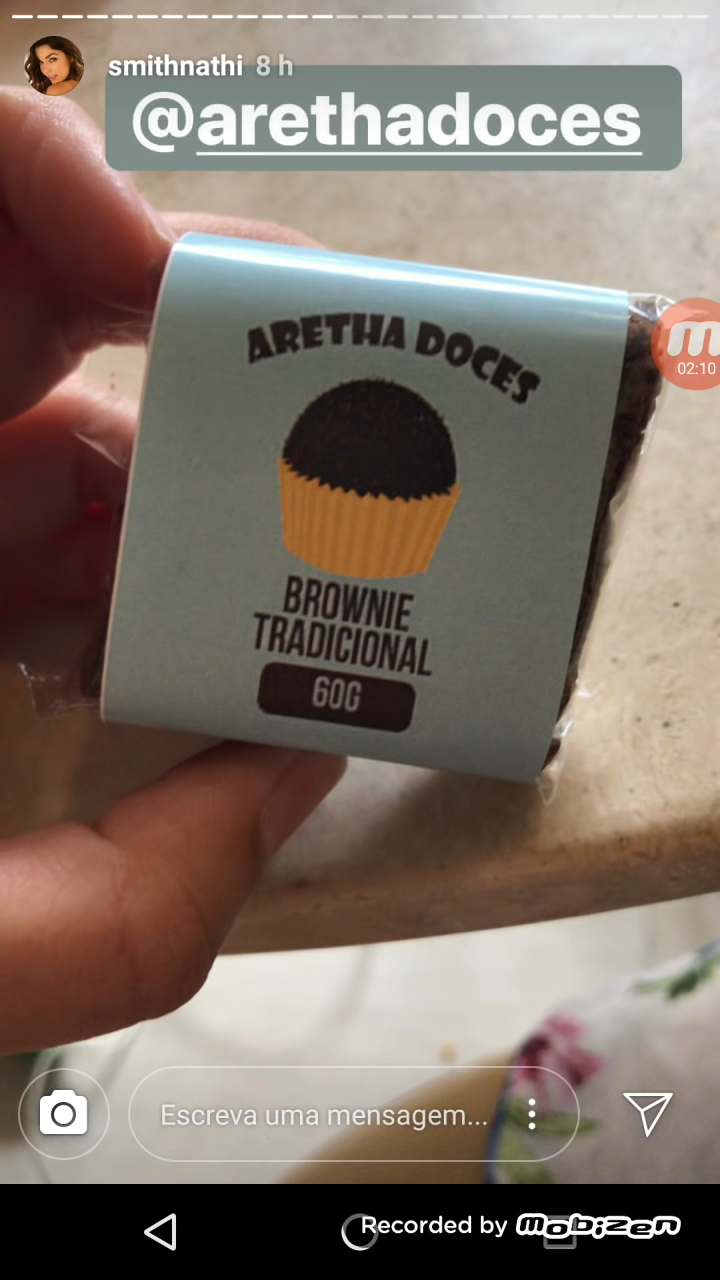 smithnathi 8 h
@arethadoces
ARETHA DOCES
02:10
BROWNIE
TRADICIONAL
60G
Escreva uma mensagem...
Recorded by mobizen